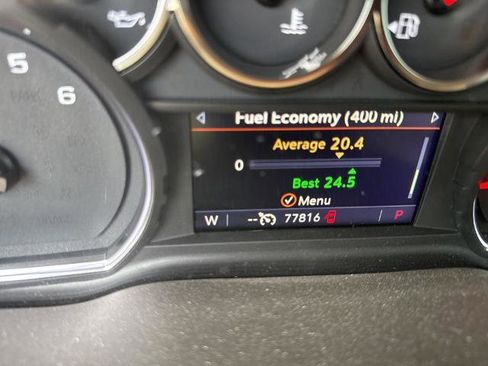 5
6
Fuel Economy (400 mi)
Average 20.4
0
Best 24.5
Menu
W -- 77816 P